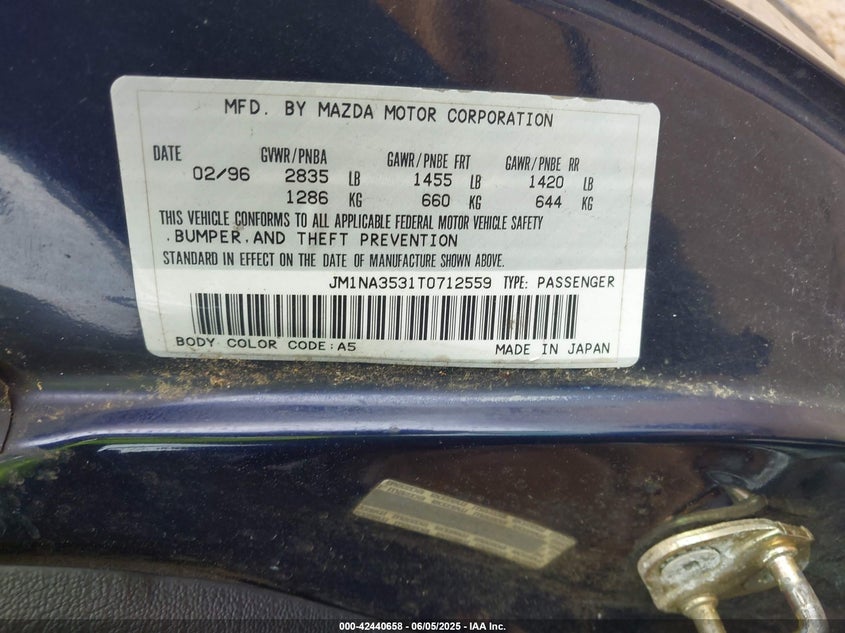 MFD. BY MAZDA MOTOR CORPORATION
DATE GVWR/PNBA GAWR/PNBE FRT GAWR/PNBE RR
02/96 2835 LB 1455 LB 1420 LB
1286 KG 660 KG 644 KG
THIS VEHICLE CONFORMS TO ALL APPLICABLE FEDERAL MOTOR VEHICLE SAFETY
.BUMPER.AND THEFT PREVENTION
STANDARD IN EFFECT ON THE DATE OF MANUFACTURE SHOWN ABOVE.
JM1NA3531T0712559 TYPE: PASSENGER
BODY COLOR CODE:A5 MADE IN JAPAN
000-42440658 - 06/05/2025 - IAA Inc.